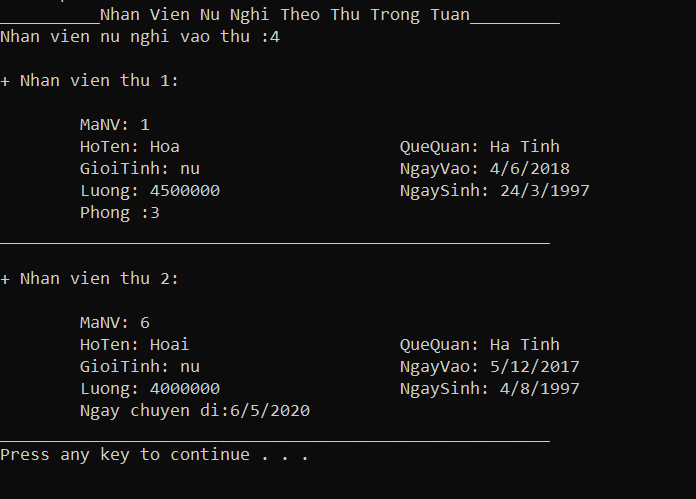 __________Nhan Vien Nu Nghi Theo Thu Trong Tuan_________
Nhan vien nu nghi vao thu :4
+ Nhan vien thu 1:
MaNV: 1
HoTen: Hoa QueQuan: Ha Tinh
GioiTinh: nu NgayVao: 4/6/2018
Luong: 4500000 NgaySinh: 24/3/1997
Phong :3
_______________________________________________________
+ Nhan vien thu 2:
MaNV: 6
HoTen: Hoai QueQuan: Ha Tinh
GioiTinh: nu NgayVao: 5/12/2017
Luong: 4000000 NgaySinh: 4/8/1997
Ngay chuyen di:6/5/2020
_______________________________________________________
Press any key to continue . . .